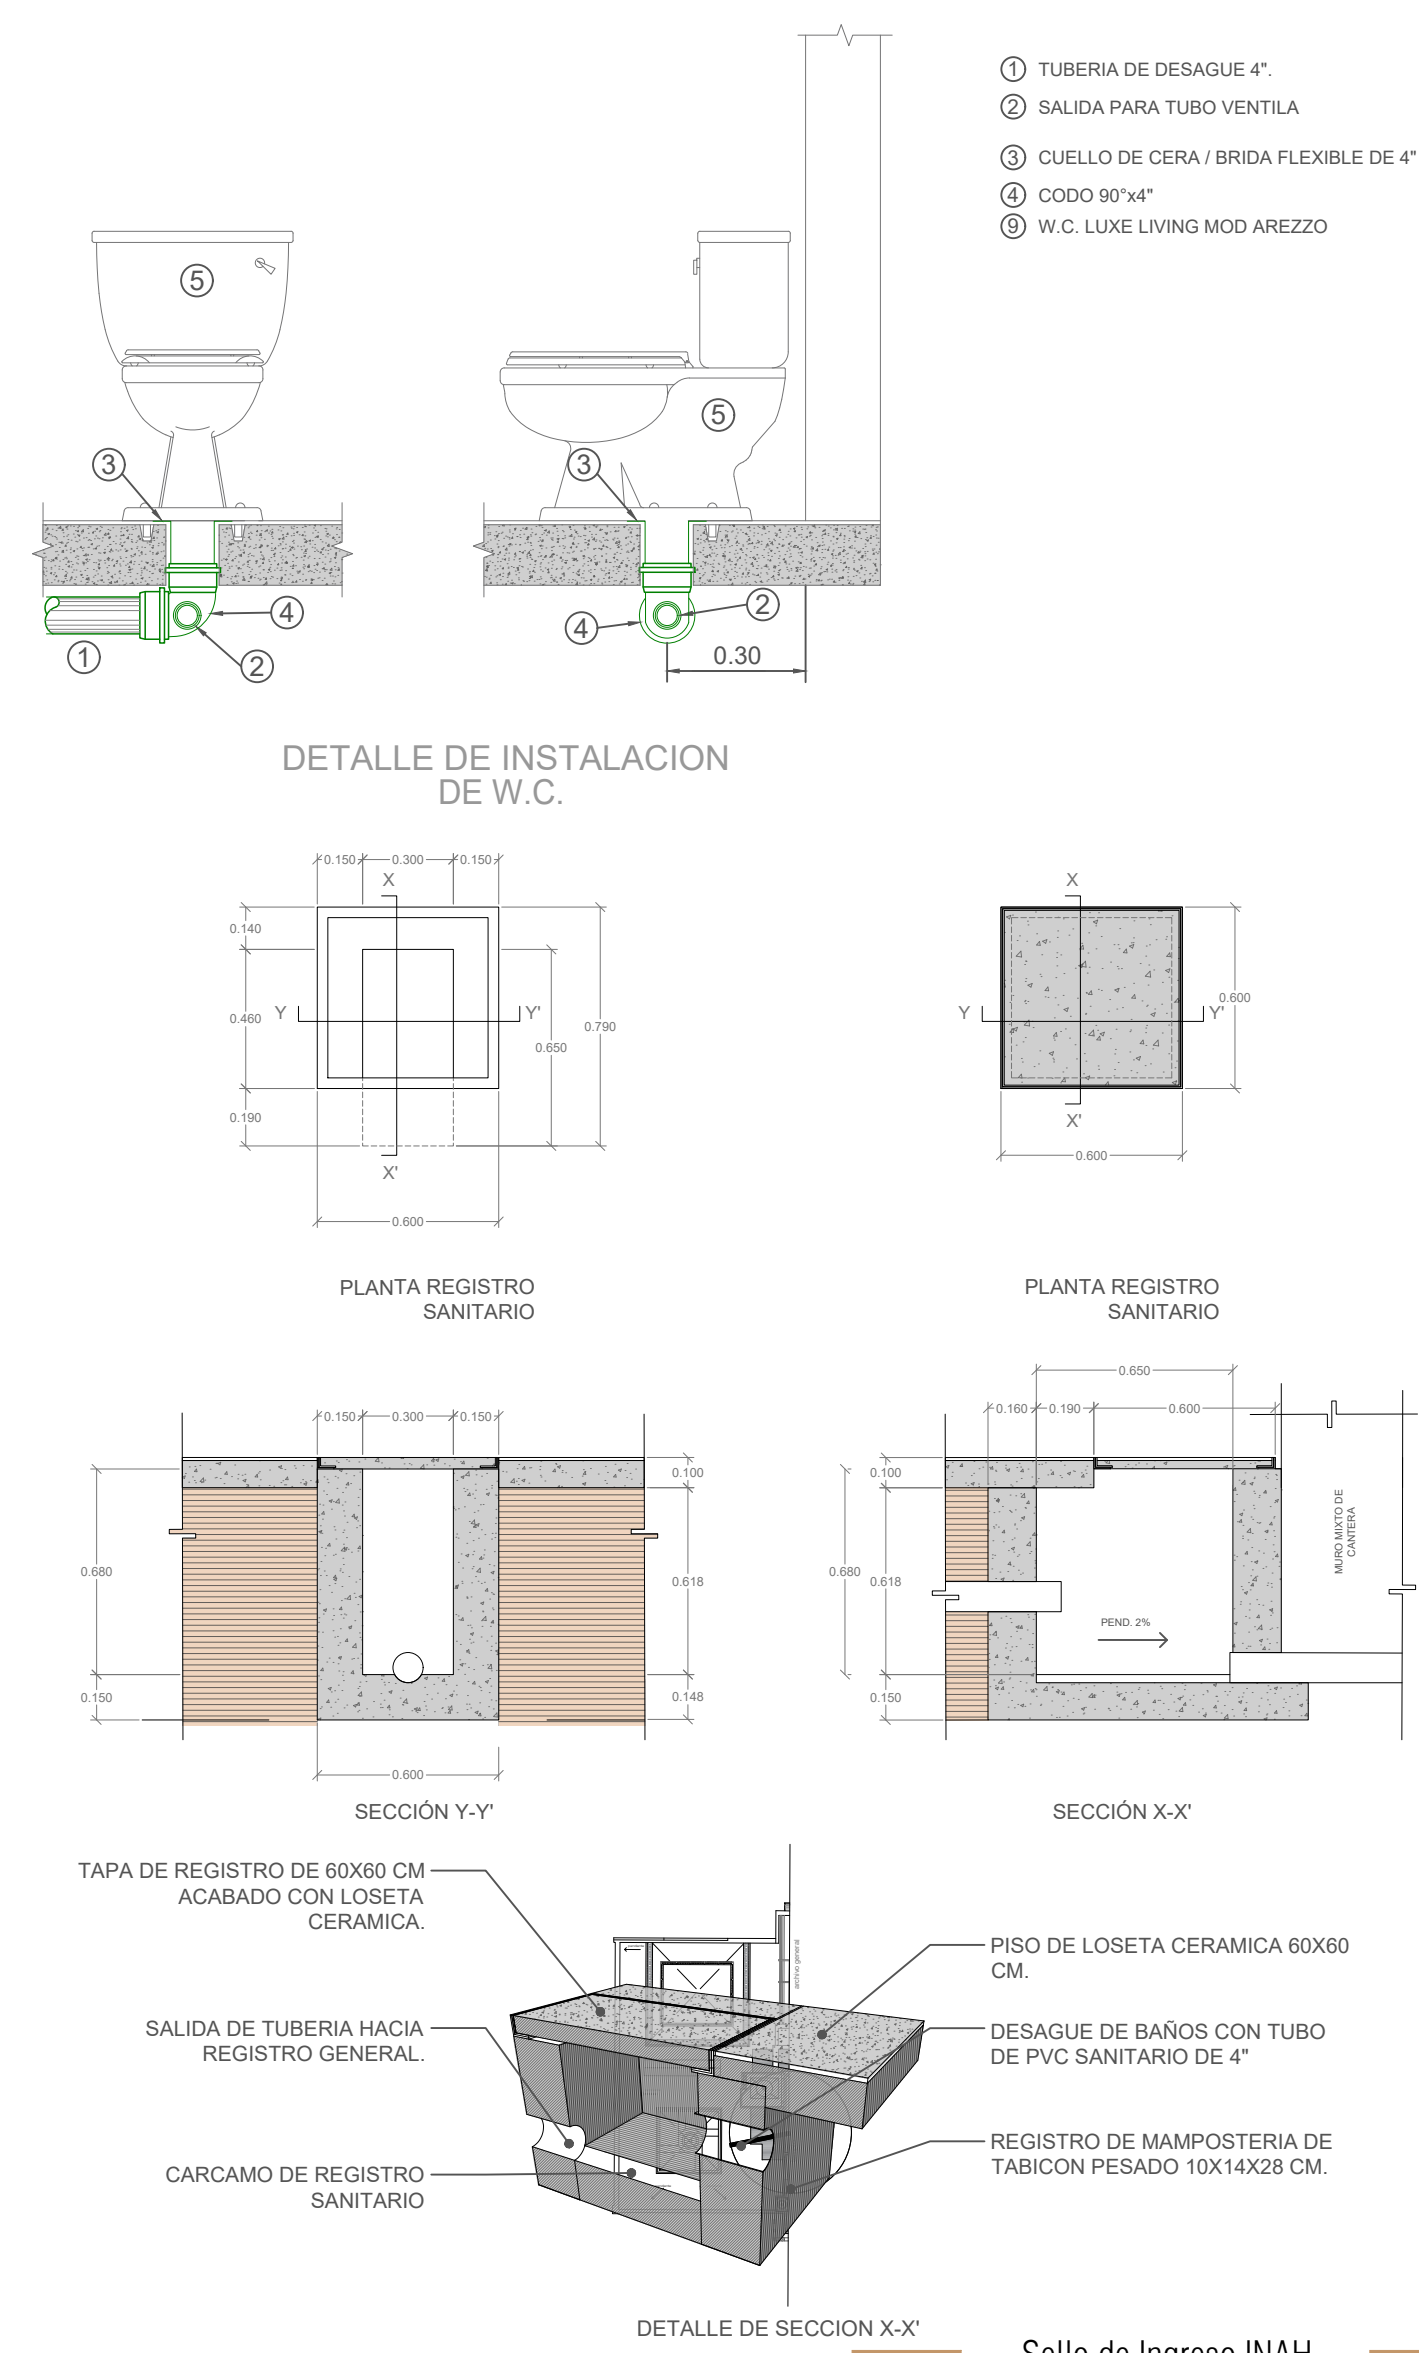 1 TUBERIA DE DESAGUE 4".
2 SALIDA PARA TUBO VENTILA
3 CUELLO DE CERA / BRIDA FLEXIBLE DE 4"
4 CODO 90°x4"
9 W.C. LUXE LIVING MOD AREZZO
5
5
3
3
4
2
4
2
1
0.30
DETALLE DE INSTALACION
DE W.C.
0.150 0.300 0.150
X
0.140
0.460
Y
Y'
0.650
0.790
0.190
X'
0.600
PLANTA REGISTRO
SANITARIO
X
Y
Y'
0.600
X'
0.600
PLANTA REGISTRO
SANITARIO
0.150 0.300 0.150
0.100
0.680
0.618
0.150
0.148
0.600
SECCIÓN Y-Y'
0.650
0.160 0.190 0.600
0.100
0.680
0.618
0.150
PEND. 2%
MURO MIXTO DE
CANTERA
SECCIÓN X-X'
TAPA DE REGISTRO DE 60X60 CM
ACABADO CON LOSETA
CERAMICA.
SALIDA DE TUBERIA HACIA
REGISTRO GENERAL.
CARCAMO DE REGISTRO
SANITARIO
archivo general
PISO DE LOSETA CERAMICA 60X60
CM.
DESAGUE DE BAÑOS CON TUBO
DE PVC SANITARIO DE 4"
REGISTRO DE MAMPOSTERIA DE
TABICON PESADO 10X14X28 CM.
DETALLE DE SECCION X-X'
Sello de Ingreso INAH